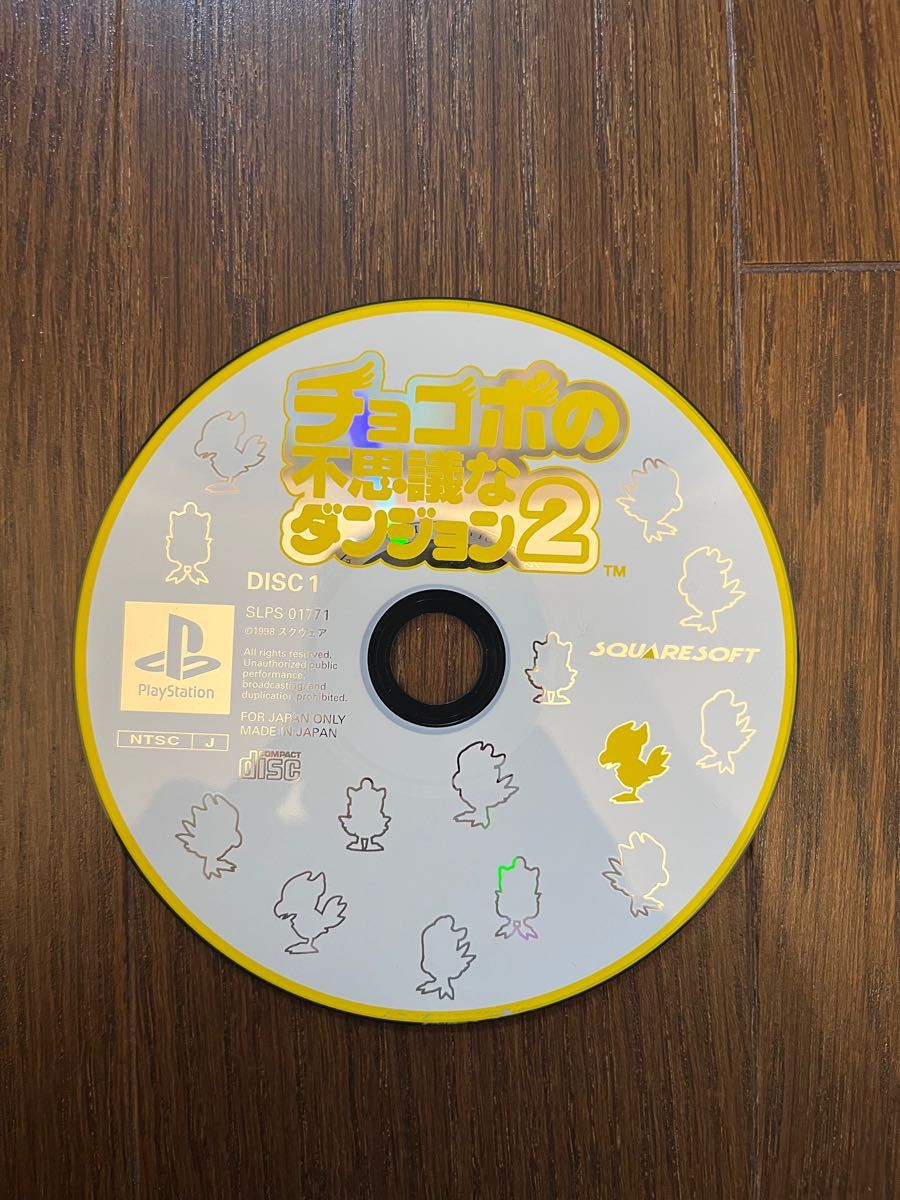 チョコボの
不思議な
ダンジョン2
TM
DISC 1
SLPS 01771
©1998 スクウェア
All rights reserved.
Unauthorized public
performance,
broadcasting, and
duplication prohibited.
FOR JAPAN ONLY
MADE IN JAPAN
PlayStation
NTSC J
COMPACT
disc
SQUARESOFT